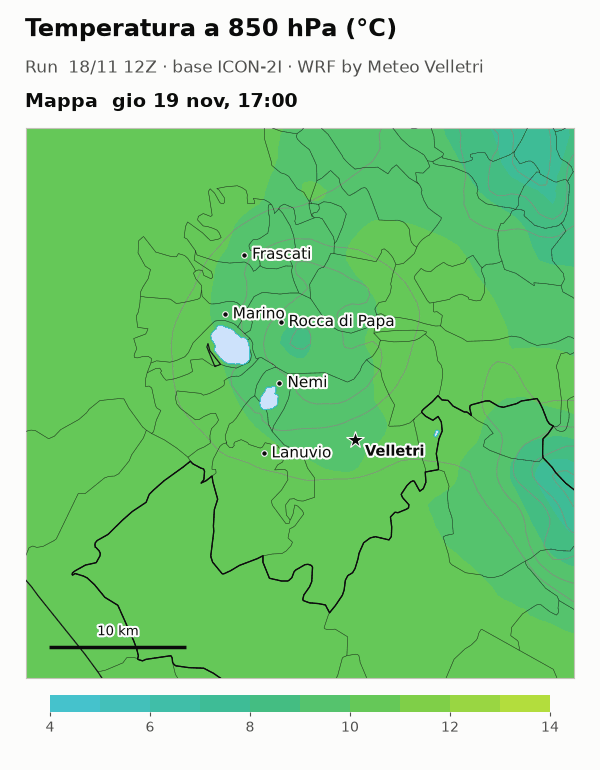 Temperatura a 850 hPa (°C)
Run  18/11 12Z · base ICON-2I · WRF by Meteo Velletri
Mappa  gio 19 nov, 17:00
Frascati
Marino
Rocca di Papa
Nemi
Velletri
Lanuvio
10 km
4 6 8 10 12 14